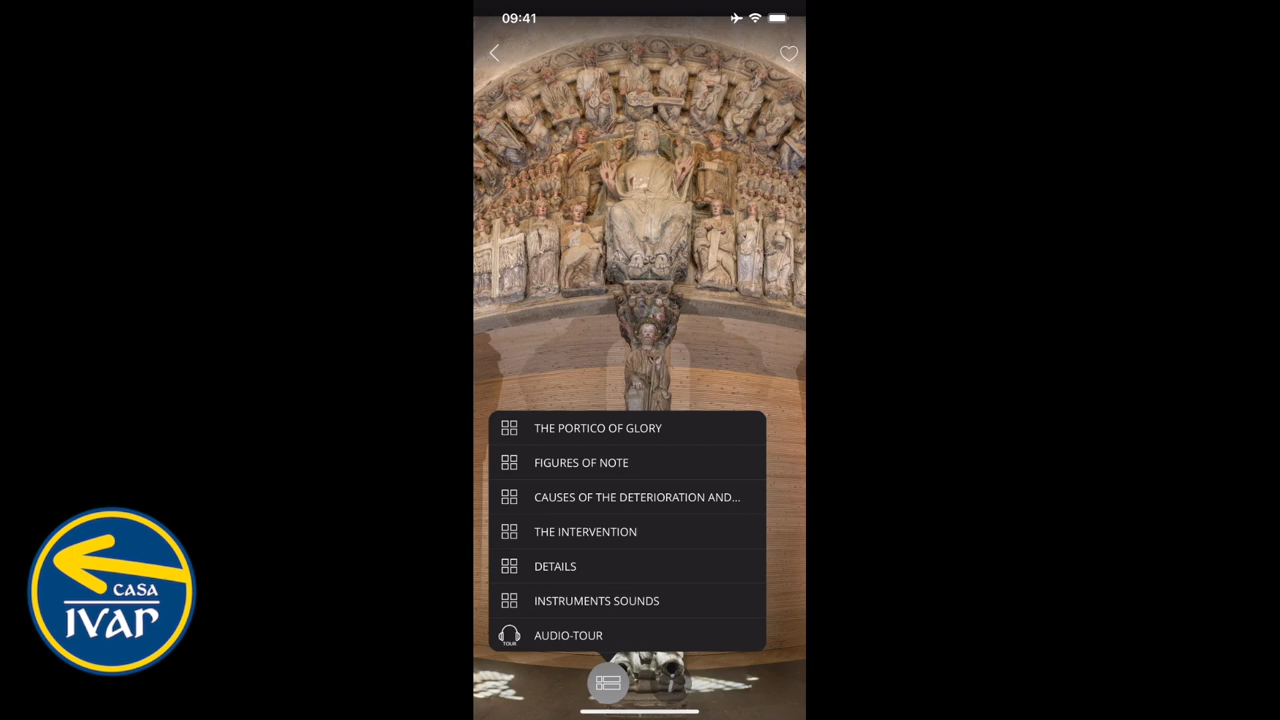 09:41
THE PORTICO OF GLORY
FIGURES OF NOTE
CAUSES OF THE DETERIORATION AND...
THE INTERVENTION
DETAILS
INSTRUMENTS SOUNDS
AUDIO-TOUR
TOUR
CASA
IVAR